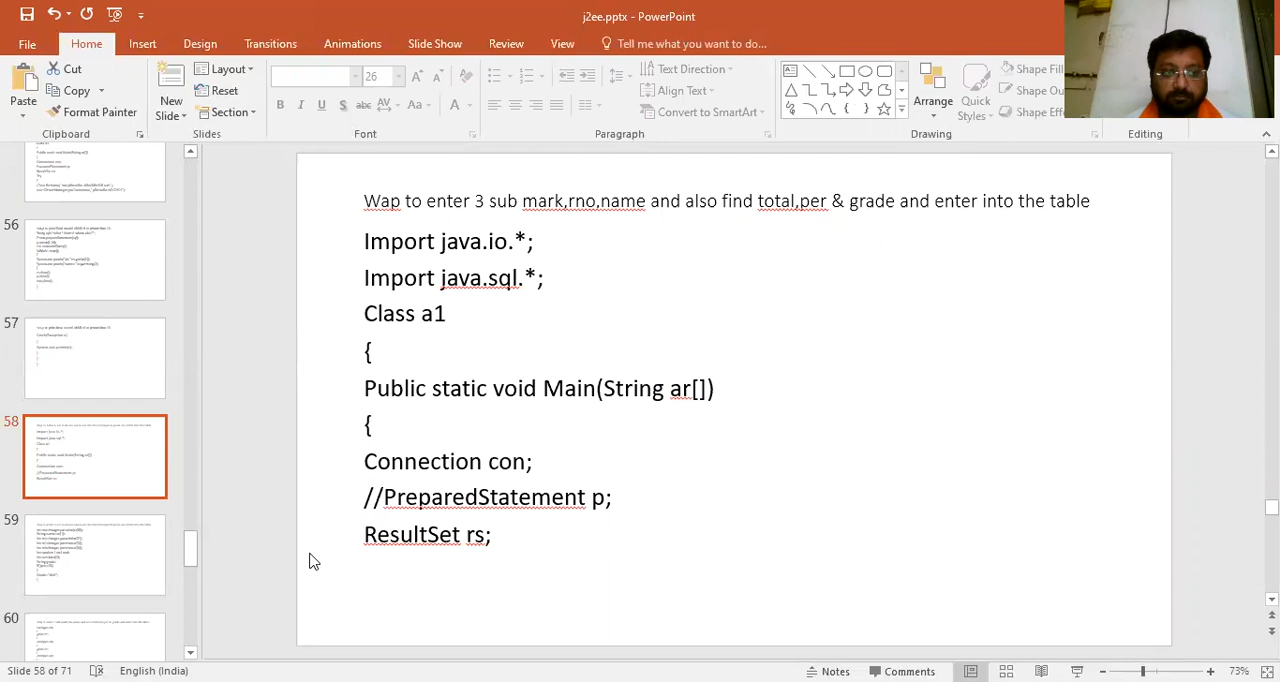 j2ee.pptx - PowerPoint
File Home Insert Design Transitions Animations Slide Show Review View Tell me what you want to do...
Paste Cut Copy Format Painter
Clipboard
New Slide Layout Reset Section
Slides
26
Font
Text Direction
Align Text
Convert to SmartArt
Paragraph
Arrange Quick Styles Shape Fill Shape Ou Shape Eff
Drawing
Editing
56
57
58
59
60
Wap to enter 3 sub mark,rno,name and also find total,per & grade and enter into the table
Import java.io.*;
Import java.sql.*;
Class a1
{
Public static void Main(String ar[])
{
Connection con;
//PreparedStatement p;
ResultSet rs;
Slide 58 of 71 English (India) Notes Comments 73%